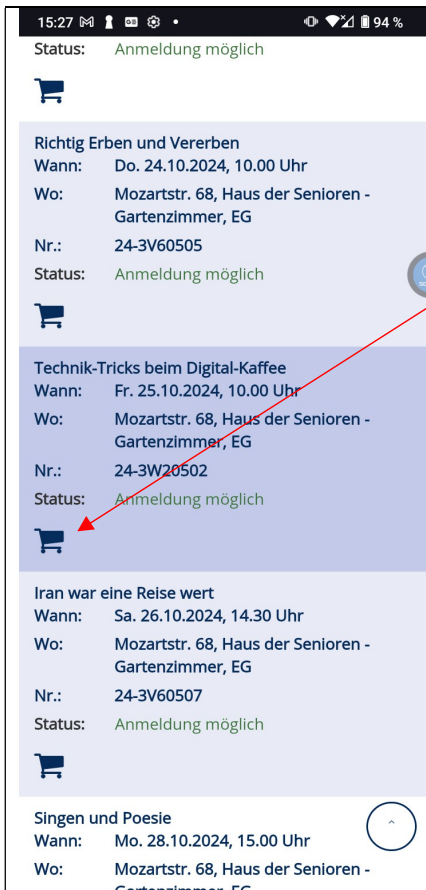 15:27 94 %
Status: Anmeldung möglich
Richtig Erben und Vererben
Wann: Do. 24.10.2024, 10.00 Uhr
Wo: Mozartstr. 68, Haus der Senioren -
Gartenzimmer, EG
Nr.: 24-3V60505
Status: Anmeldung möglich
Technik-Tricks beim Digital-Kaffee
Wann: Fr. 25.10.2024, 10.00 Uhr
Wo: Mozartstr. 68, Haus der Senioren -
Gartenzimmer, EG
Nr.: 24-3W20502
Status: Anmeldung möglich
Iran war eine Reise wert
Wann: Sa. 26.10.2024, 14.30 Uhr
Wo: Mozartstr. 68, Haus der Senioren -
Gartenzimmer, EG
Nr.: 24-3V60507
Status: Anmeldung möglich
Singen und Poesie
Wann: Mo. 28.10.2024, 15.00 Uhr
Wo: Mozartstr. 68, Haus der Senioren -
Gartenzimmer, EG